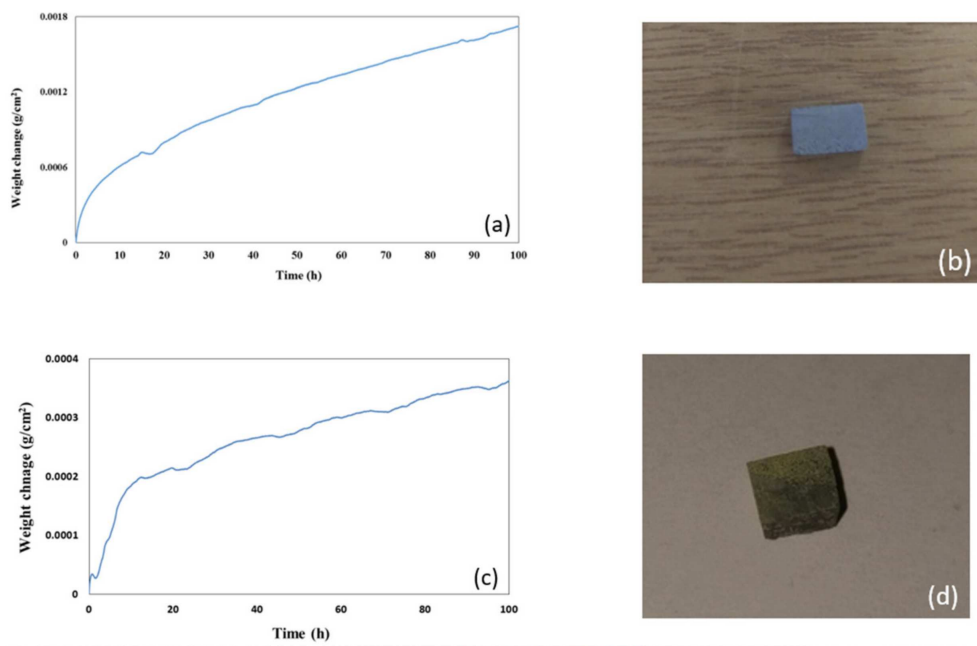 0.0018
0.0012
0.0006
0
Weight change (g/cm²)
0 10 20 30 40 50 60 70 80 90 100
Time (h)
(a)
(b)
0.0004
0.0003
0.0002
0.0001
0
Weight chnage (g/cm²)
0 20 40 60 80 100
Time (h)
(c)
(d)